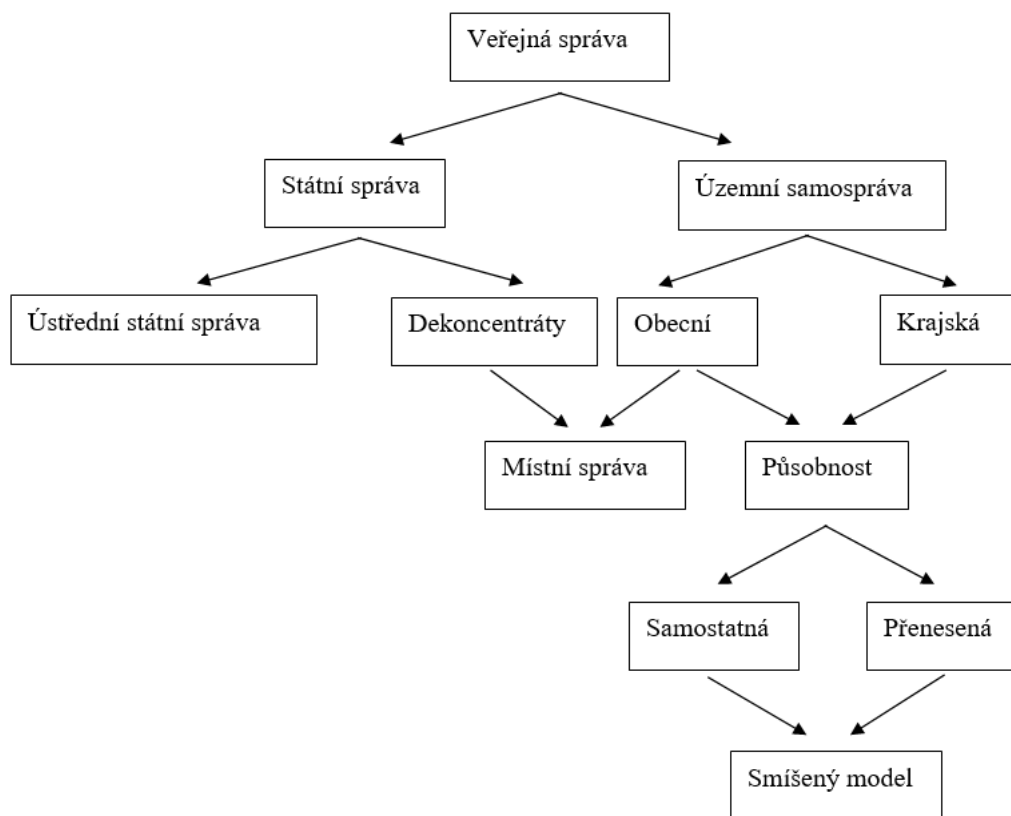 Veřejná správa
Státní správa
Územní samospráva
Ústřední státní správa
Dekoncentráty
Obecní
Krajská
Místní správa
Působnost
Samostatná
Přenesená
Smíšený model